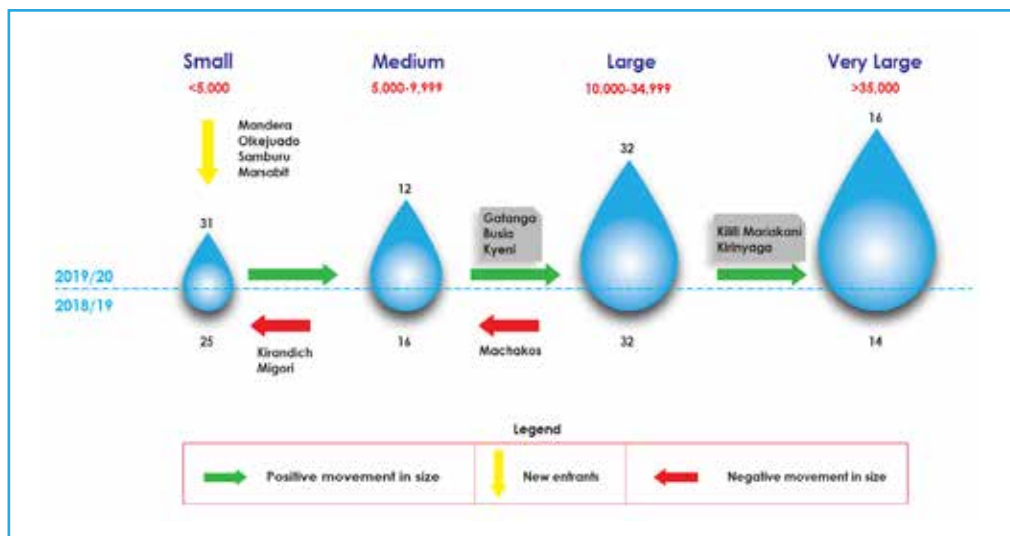 Small
<5,000
Medium
5,000-9,999
Large
10,000-34,999
Very Large
>35,000
Mandera
Olkejuado
Samburu
Marsabit
31
12
32
16
Gatanga
Busia
Kyeni
Kilifi Mariakani
Kirinyaga
2019/20
2018/19
25
Kirandich
Migori
16
Machakos
32
14
Legend
Positive movement in size
New entrants
Negative movement in size